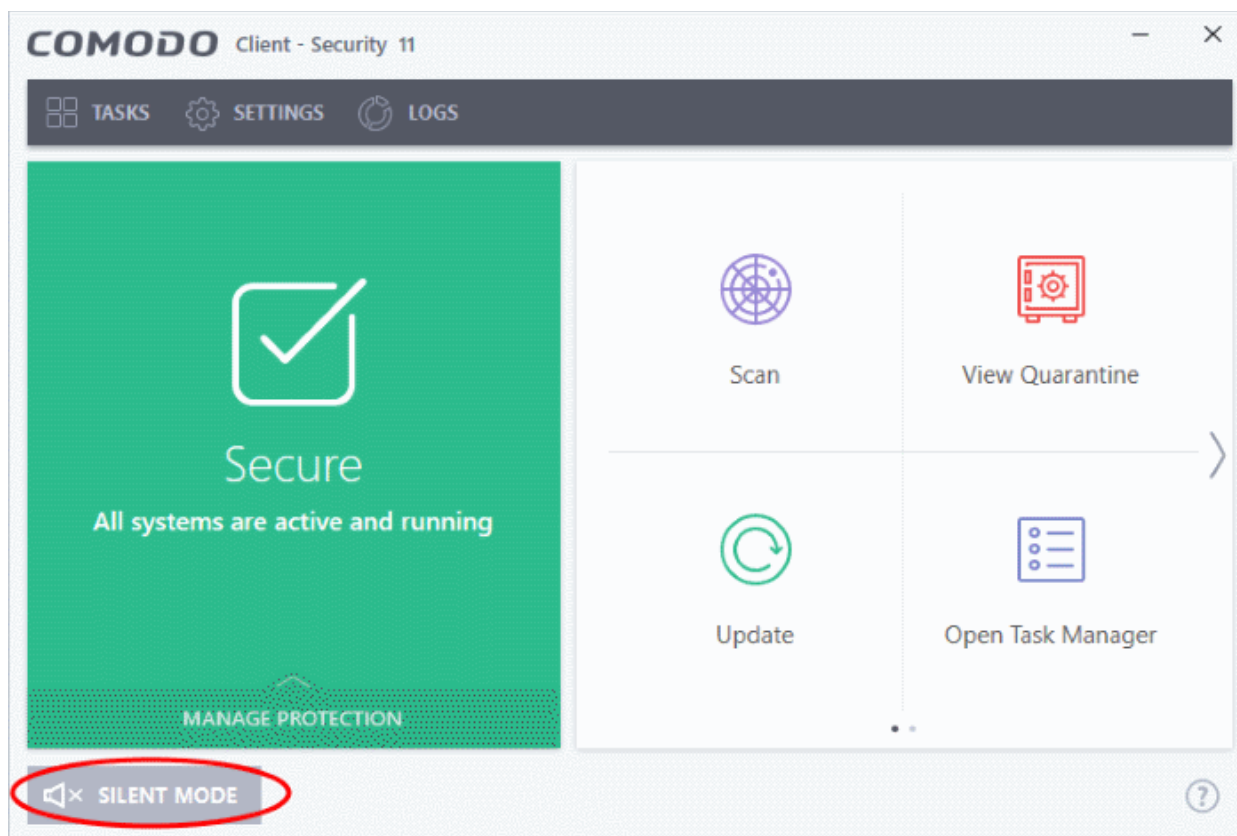 COMODO Client - Security 11
TASKS SETTINGS LOGS
Secure
All systems are active and running
MANAGE PROTECTION
Scan
View Quarantine
Update
Open Task Manager
SILENT MODE
?